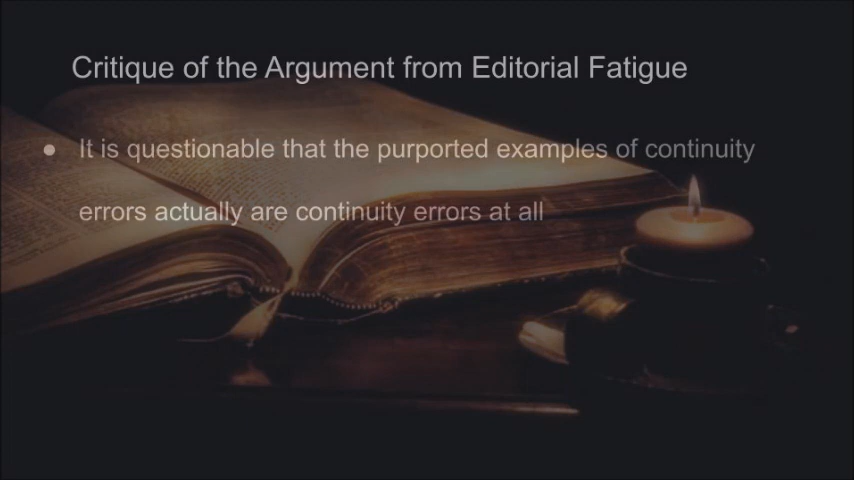 Critique of the Argument from Editorial Fatigue
● It is questionable that the purported examples of continuity
errors actually are continuity errors at all